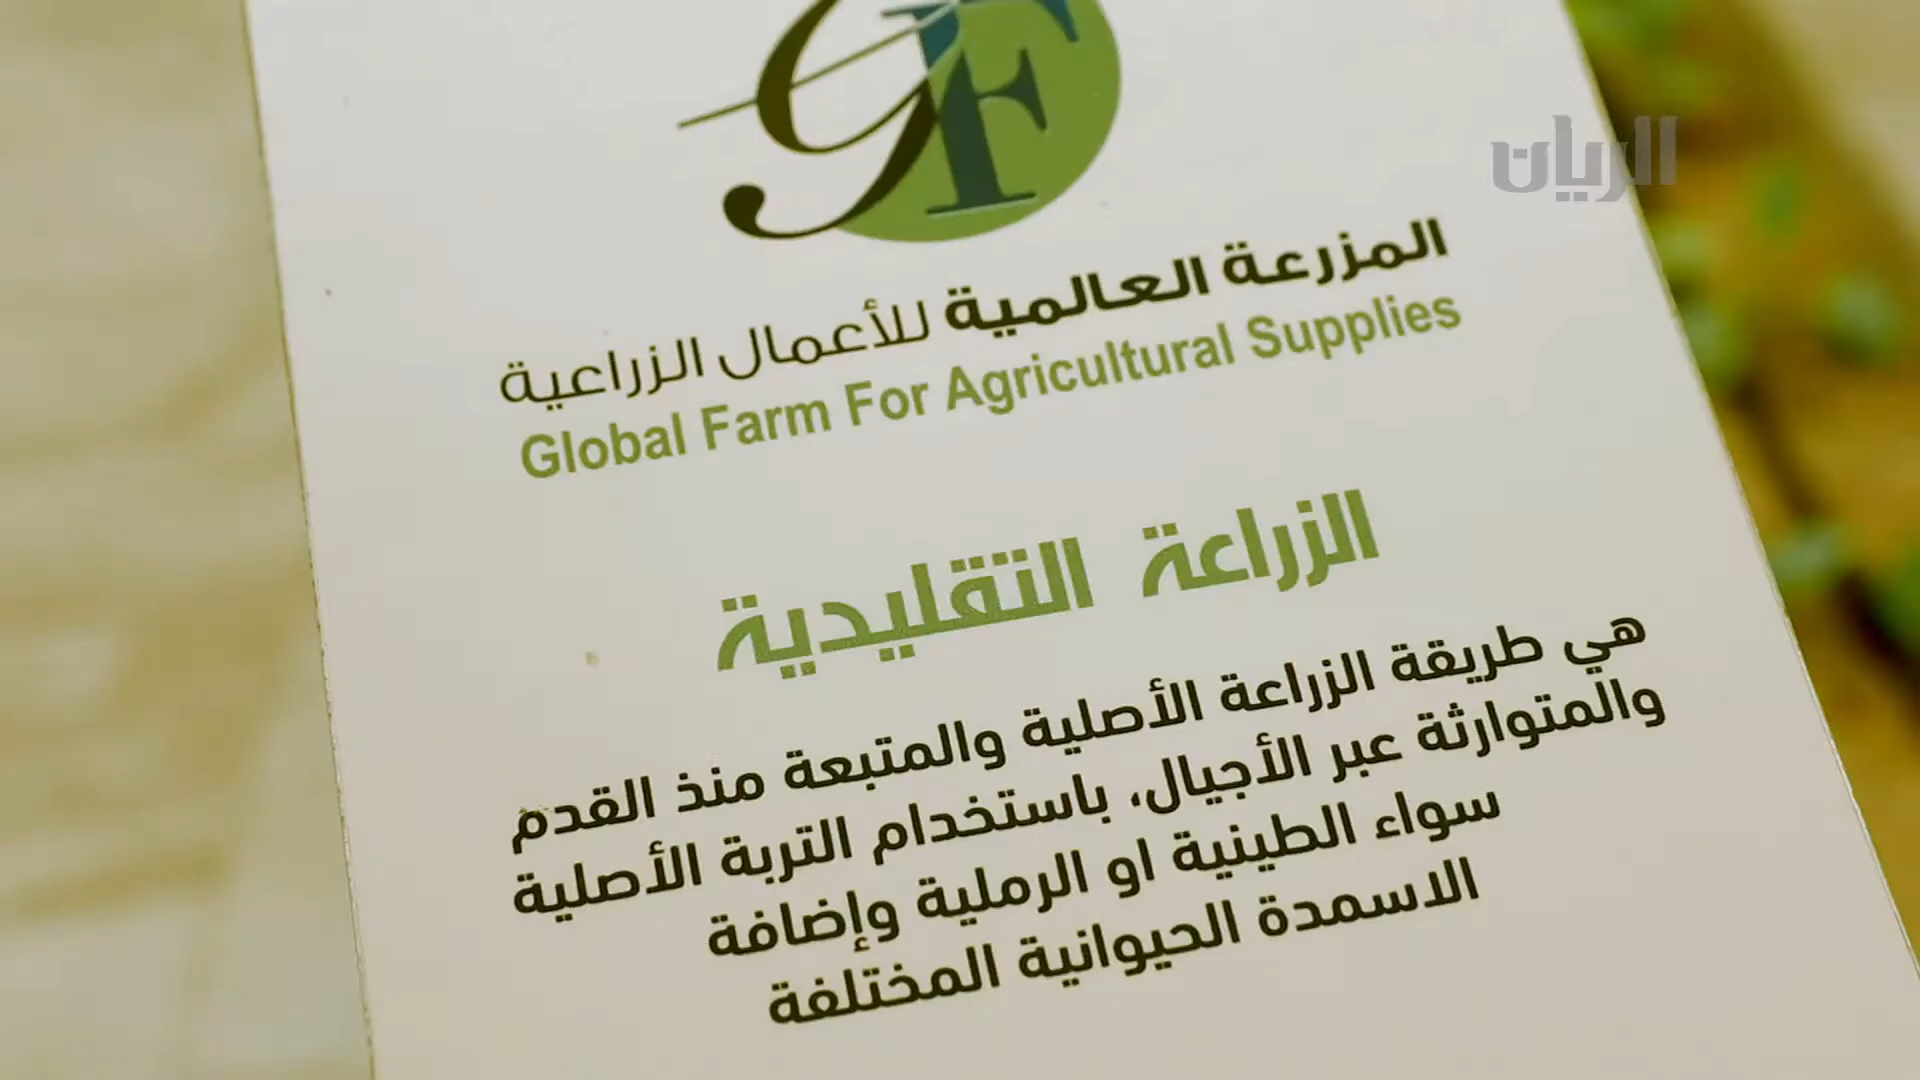 GF
الريان
المزرعة العالمية للأعمال الزراعية
Global Farm For Agricultural Supplies
الزراعة التقليدية
هي طريقة الزراعة الأصلية والمتبعة منذ القدم
والمتوارثة عبر الأجيال، باستخدام التربة الأصلية
سواء الطينية او الرملية وإضافة
الاسمدة الحيوانية المختلفة